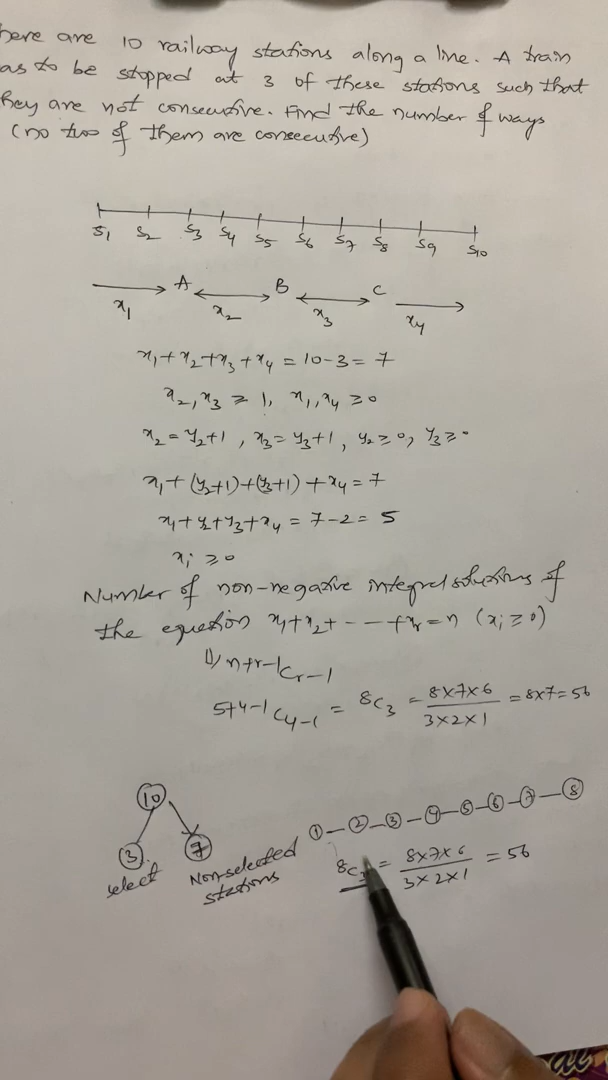 here are 10 railway stations along a line. A train
as to be stopped at 3 of these stations such that
hey are not consecutive. Find the number of ways
(no two of them are consecutive)
S1 S2 S3 S4 S5 S6 S7 S8 S9 S10
A B C
x1 x2 x3 x4
x1+x2+x3+x4 = 10-3 = 7
x2, x3 ≥ 1, x1, x4 ≥ 0
x2 = y2+1, x3 = y3+1, y2 ≥ 0, y3 ≥ 0
x1 + (y2+1) + (y3+1) + x4 = 7
x1 + y2 + y3 + x4 = 7-2 = 5
xi ≥ 0
Number of non-negative integral solutions of
the equation x1+x2+ - - - +xr = n (xi ≥ 0)
is n+r-1Cr-1
5+4-1C4-1 = 8C3 = 8×7×6/3×2×1 = 8×7 = 56
10
3 7
select Non-selected
stations
1 - 2 - 3 - 4 - 5 - 6 - 7 - 8
8C3 = 8×7×6/3×2×1 = 56